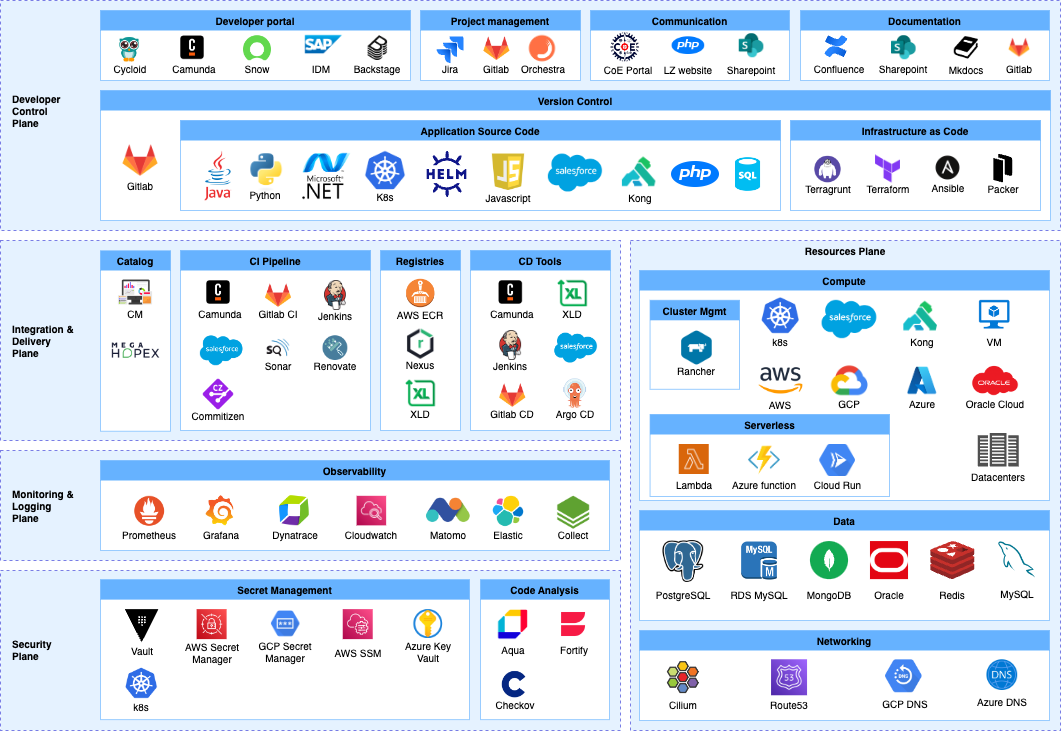 Developer portal
Project management
Communication
Documentation
SAP
CoE
php
Cycloid
Camunda
Snow
IDM
Backstage
Jira
Gitlab
Orchestra
CoE Portal
LZ website
Sharepoint
Confluence
Sharepoint
Mkdocs
Gitlab
Developer
Control
Plane
Version Control
Gitlab
Application Source Code
Infrastructure as Code
Java
Python
Microsoft®
.NET
K8s
HELM
JS
Javascript
salesforce
Kong
php
SQL
Terragrunt
Terraform
Ansible
Packer
Integration &
Delivery
Plane
Catalog
CM
MEGA
HOPEX
CI Pipeline
Camunda
Gitlab CI
Jenkins
salesforce
SQ
Sonar
Renovate
CZ
Commitizen
Registries
AWS ECR
Nexus
XL
XLD
CD Tools
Camunda
XL
XLD
Jenkins
salesforce
Gitlab CD
Argo CD
Resources Plane
Compute
Cluster Mgmt
Rancher
k8s
salesforce
Kong
VM
aws
AWS
GCP
Azure
ORACLE
Oracle Cloud
Serverless
Lambda
Azure function
Cloud Run
Datacenters
Monitoring &
Logging
Plane
Observability
Prometheus
Grafana
Dynatrace
Cloudwatch
Matomo
Elastic
Collect
Data
MySQL
M
PostgreSQL
RDS MySQL
MongoDB
Oracle
Redis
MySQL
Security
Plane
Secret Management
Vault
AWS Secret
Manager
GCP Secret
Manager
AWS SSM
Azure Key
Vault
k8s
Code Analysis
Aqua
Fortify
Checkov
Networking
53
DNS
DNS
Cilium
Route53
GCP DNS
Azure DNS